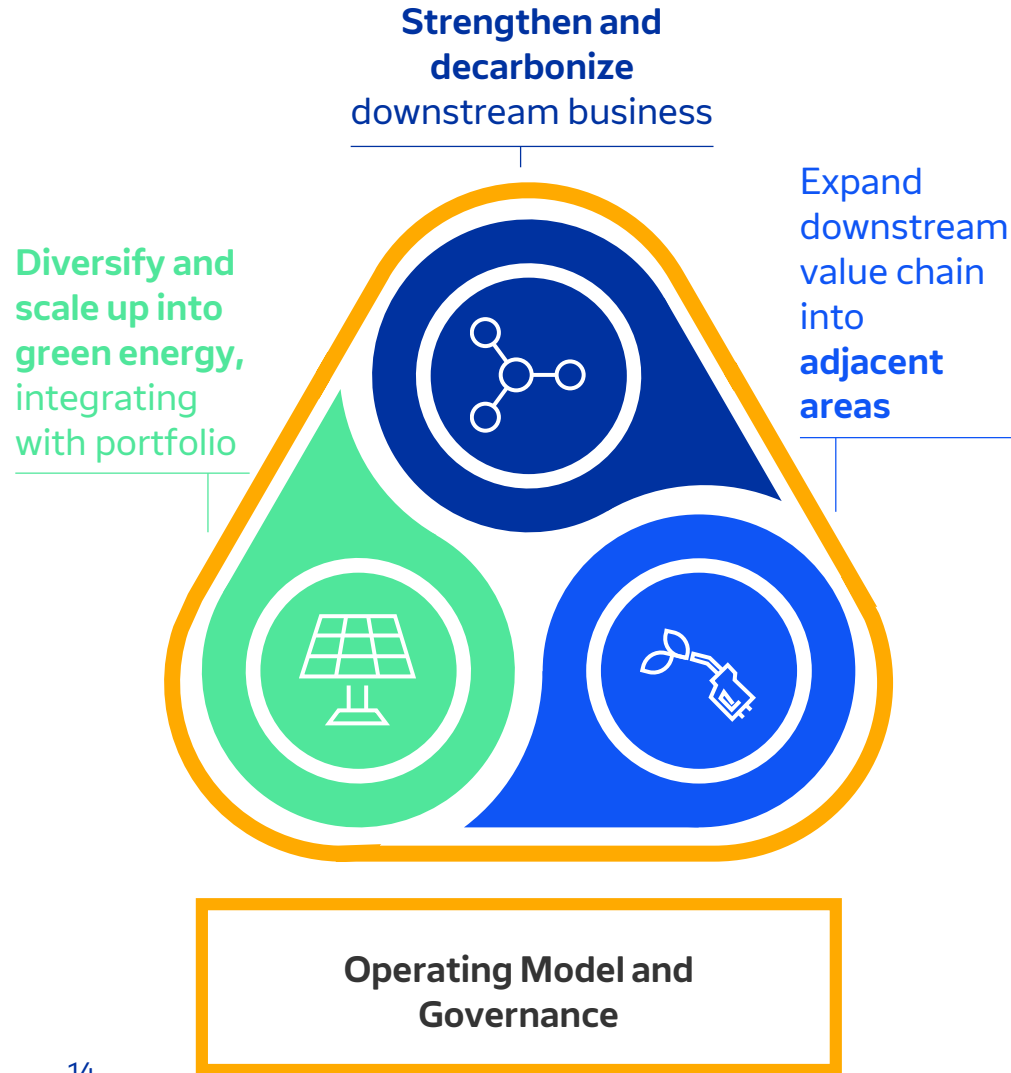 Strengthen and
decarbonize
downstream business
Expand
downstream
value chain
into
adjacent
areas
Diversify and
scale up into
green energy,
integrating
with portfolio
Operating Model and
Governance
14